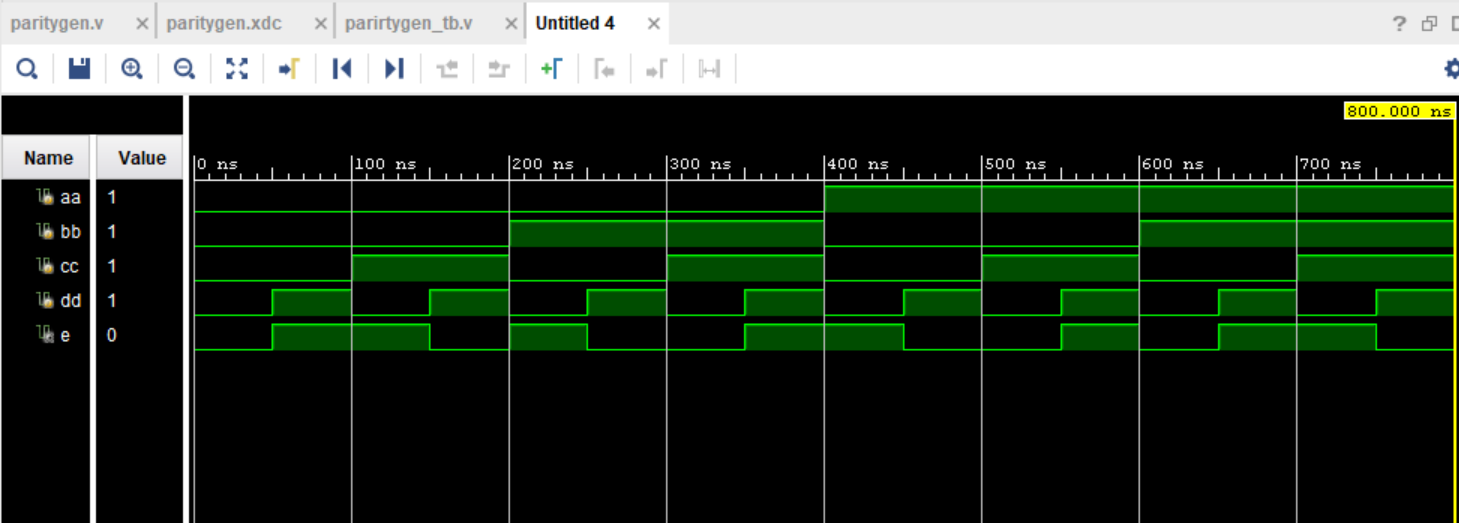 paritygen.v × paritygen.xdc × parirtygen_tb.v × Untitled 4 ×
?
800.000 ns
Name Value
0 ns 100 ns 200 ns 300 ns 400 ns 500 ns 600 ns 700 ns
aa 1
bb 1
cc 1
dd 1
e 0